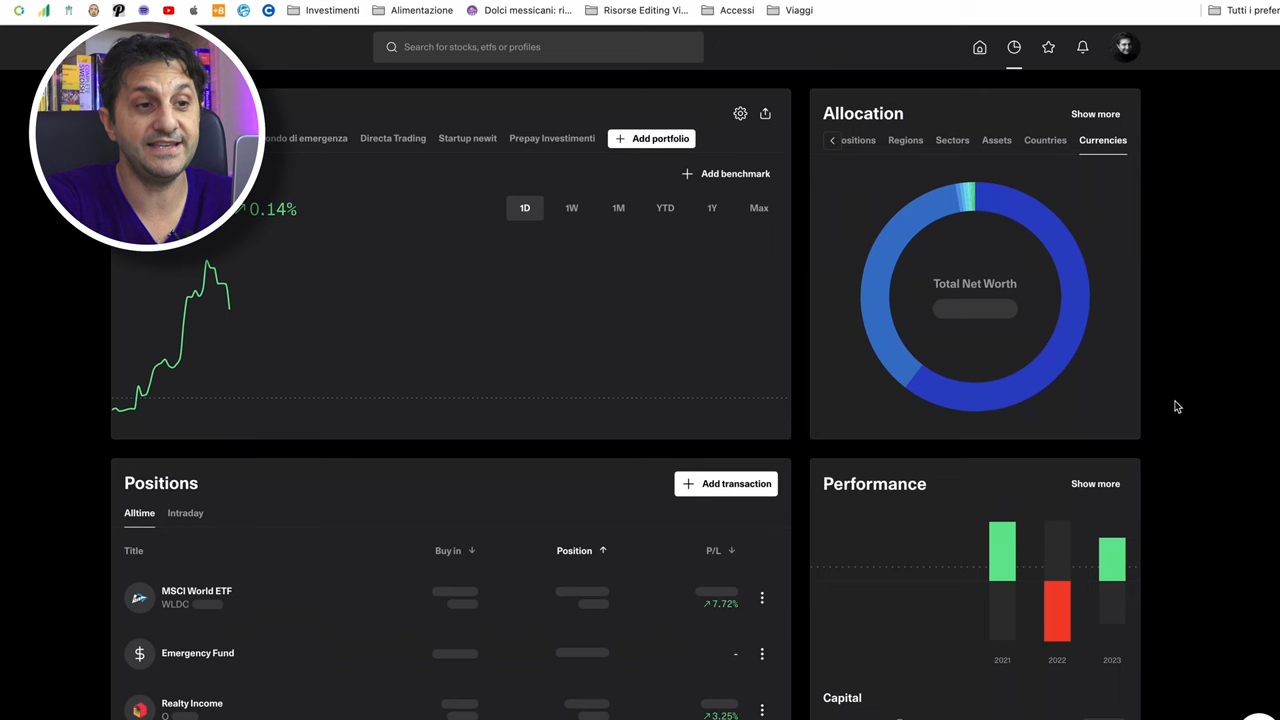 Investimenti
Alimentazione
Dolci messicani: ri...
Risorse Editing Vi...
Accessi
Viaggi
Tutti i prefer
Search for stocks, etfs or profiles
ondo di emergenza
Directa Trading
Startup newit
Prepay Investimenti
+ Add portfolio
+ Add benchmark
0.14%
1D
1W
1M
YTD
1Y
Max
Allocation
Show more
ositions
Regions
Sectors
Assets
Countries
Currencies
Total Net Worth
Positions
+ Add transaction
Alltime
Intraday
Title
Buy in
Position
P/L
MSCI World ETF
WLDC
7.72%
Emergency Fund
-
Realty Income
O
3.25%
Performance
Show more
2021
2022
2023
Capital